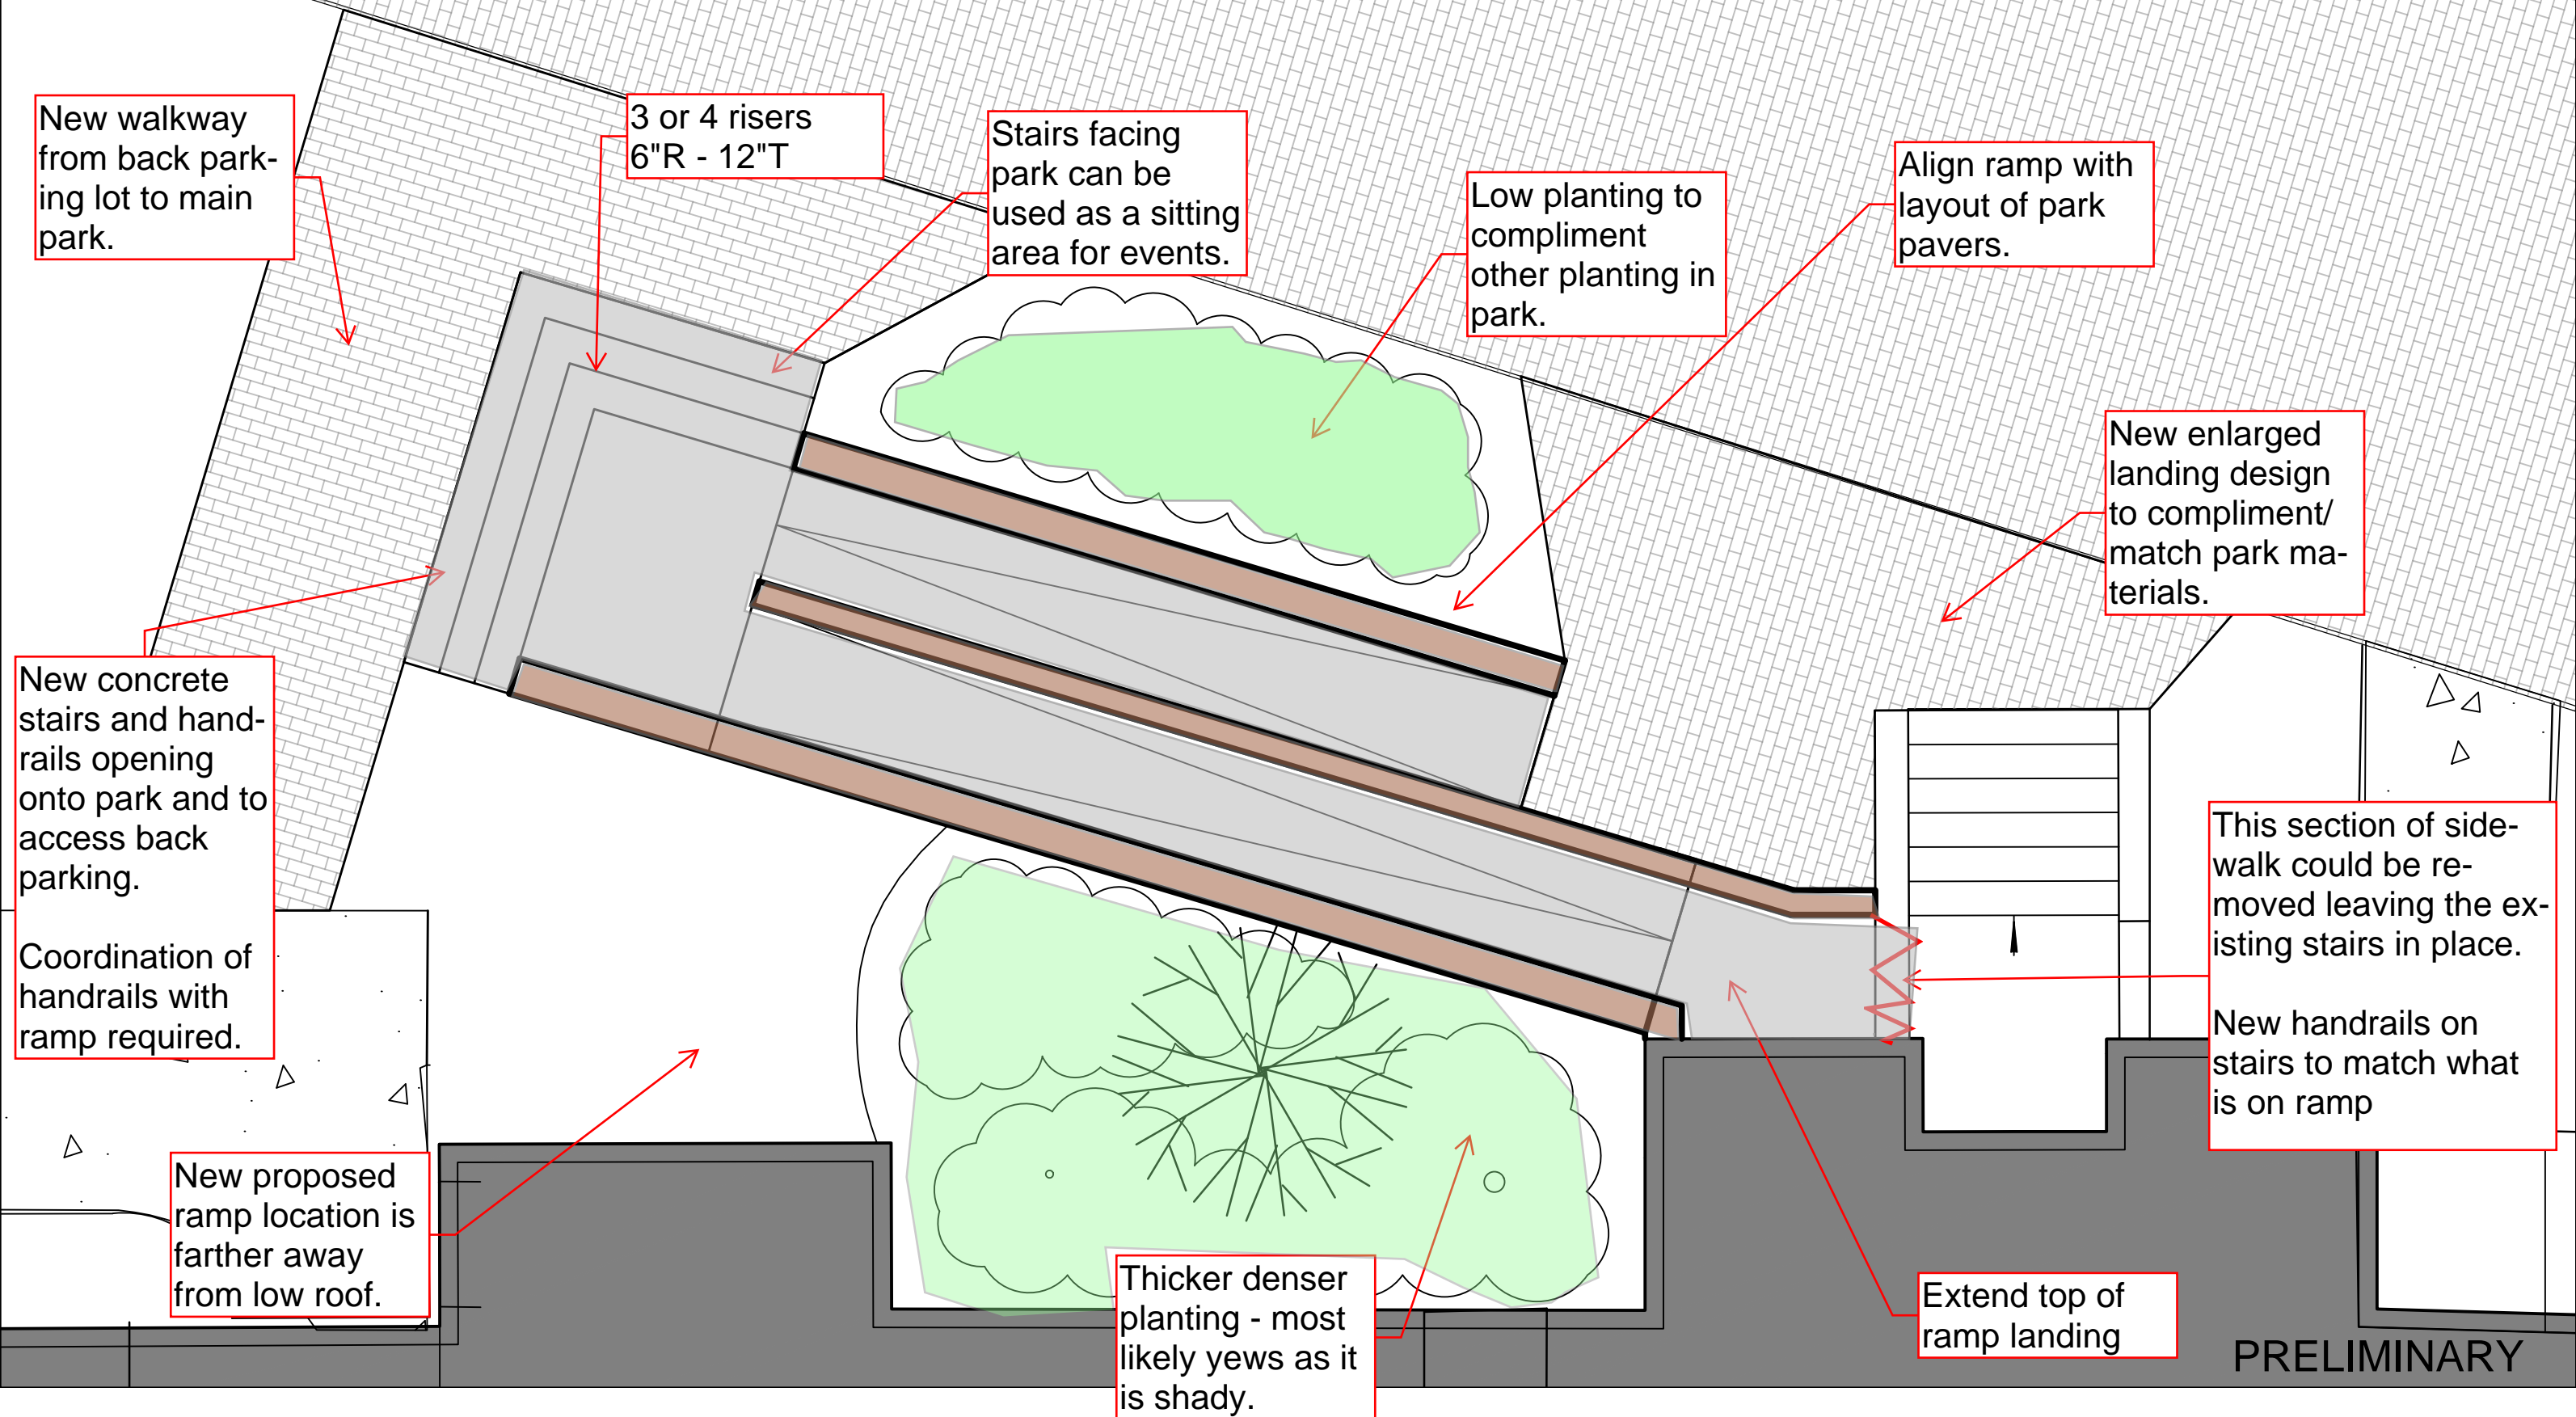 New walkway
from back park-
ing lot to main
park.
3 or 4 risers
6"R - 12"T
Stairs facing
park can be
used as a sitting
area for events.
Low planting to
compliment
other planting in
park.
Align ramp with
layout of park
pavers.
New enlarged
landing design
to compliment/
match park ma-
terials.
New concrete
stairs and hand-
rails opening
onto park and to
access back
parking.
Coordination of
handrails with
ramp required.
This section of side-
walk could be re-
moved leaving the ex-
isting stairs in place.
New handrails on
stairs to match what
is on ramp
New proposed
ramp location is
farther away
from low roof.
Thicker denser
planting - most
likely yews as it
is shady.
Extend top of
ramp landing
PRELIMINARY